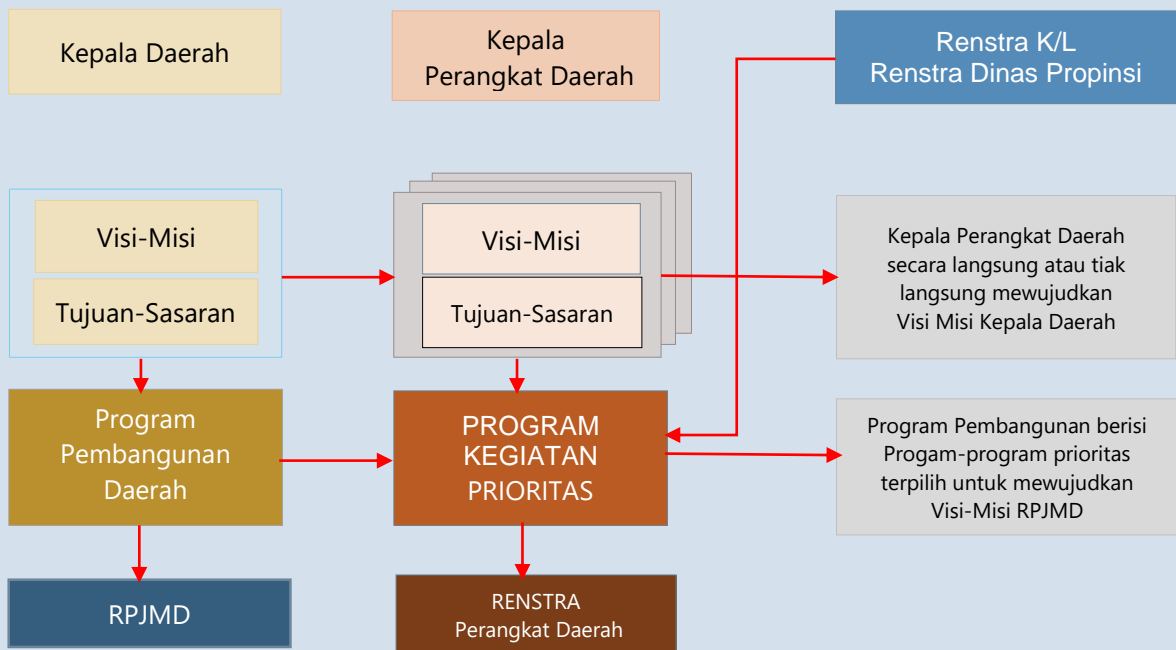 Kepala Daerah
Kepala
Perangkat Daerah
Renstra K/L
Renstra Dinas Propinsi
Visi-Misi
Tujuan-Sasaran
Visi-Misi
Tujuan-Sasaran
Kepala Perangkat Daerah
secara langsung atau tiak
langsung mewujudkan
Visi Misi Kepala Daerah
Program
Pembangunan
Daerah
PROGRAM
KEGIATAN
PRIORITAS
Program Pembangunan berisi
Progam-program prioritas
terpilih untuk mewujudkan
Visi-Misi RPJMD
RPJMD
RENSTRA
Perangkat Daerah